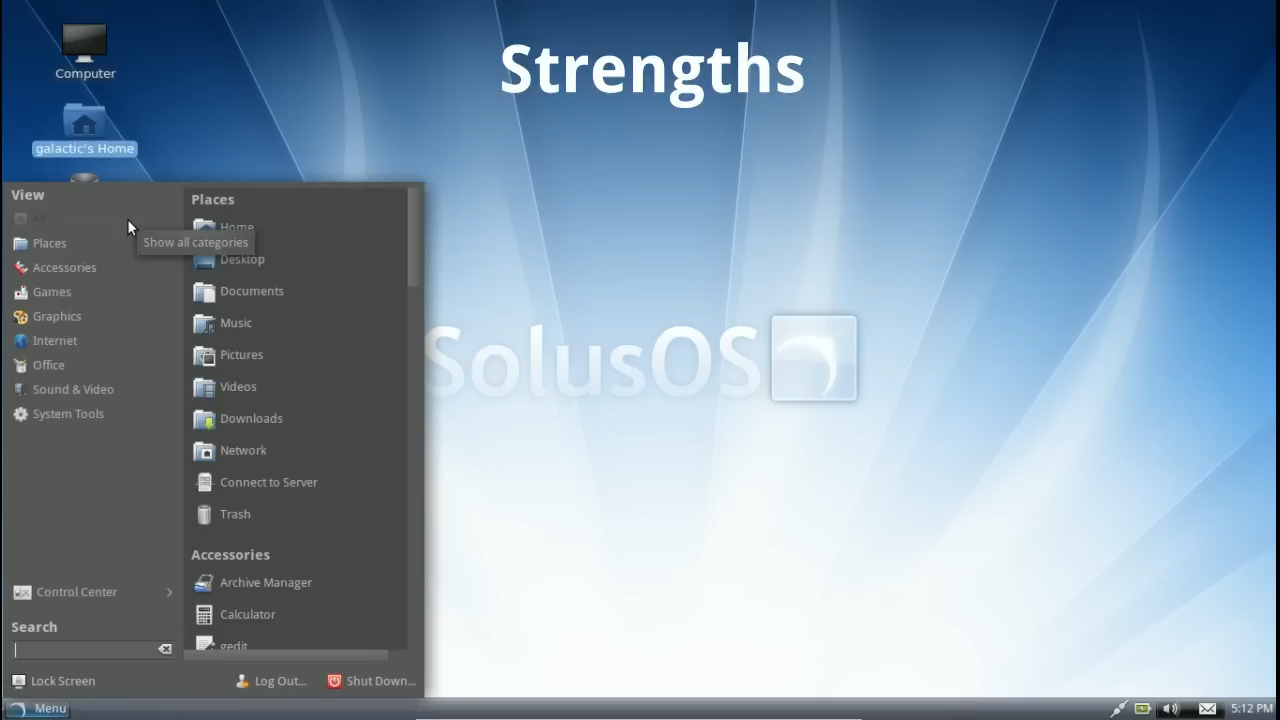 Strengths
Computer
galactic's Home
View
All
Places
Accessories
Games
Graphics
Internet
Office
Sound & Video
System Tools
Control Center
Search
Lock Screen
Places
Home
Show all categories
Desktop
Documents
Music
Pictures
Videos
Downloads
Network
Connect to Server
Trash
Accessories
Archive Manager
Calculator
gedit
Log Out...
Shut Down...
SolusOS
Menu
5:12 PM